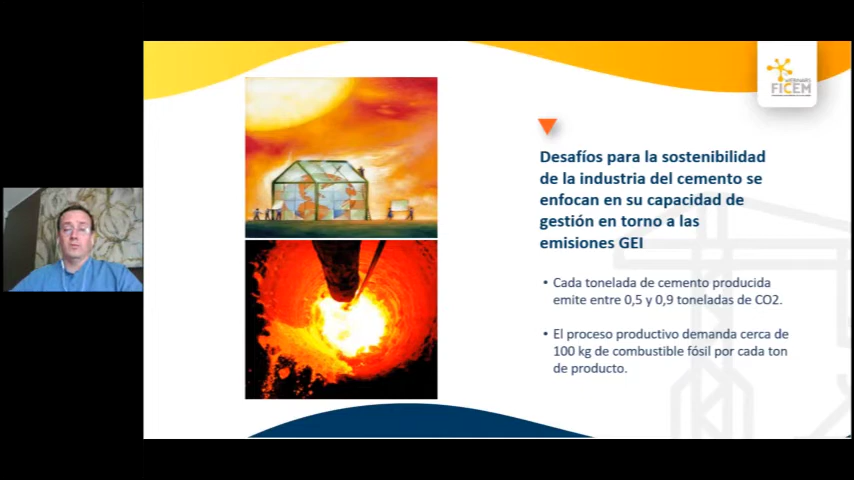 WEBINARS
FICEM
Desafíos para la sostenibilidad
de la industria del cemento se
enfocan en su capacidad de
gestión en torno a las
emisiones GEI
• Cada tonelada de cemento producida
emite entre 0,5 y 0,9 toneladas de CO2.
• El proceso productivo demanda cerca de
100 kg de combustible fósil por cada ton
de producto.